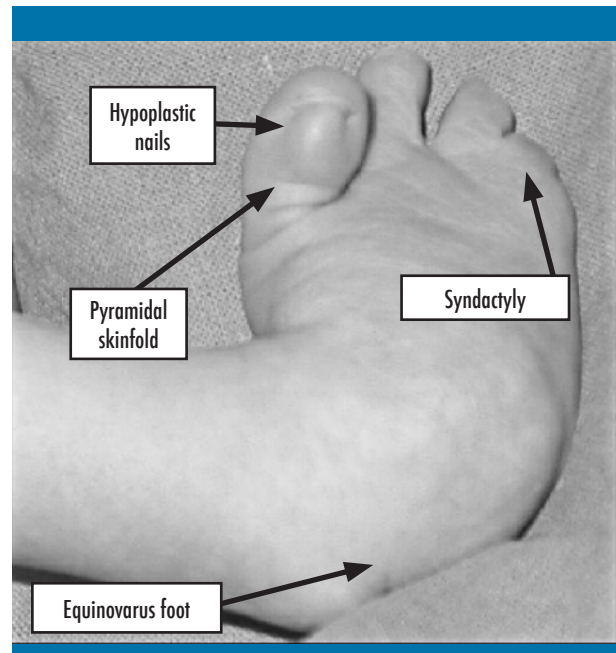 Hypoplastic
nails
Pyramidal
skinfold
Syndactyly
Equinovarus foot